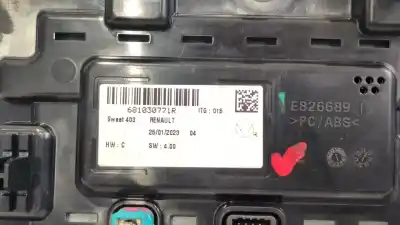 681030771R
ITG : 015
Sweet 400
RENAULT
26/01/2023
04
HW : C
SW : 4.00
E826689
>PC/ABS<